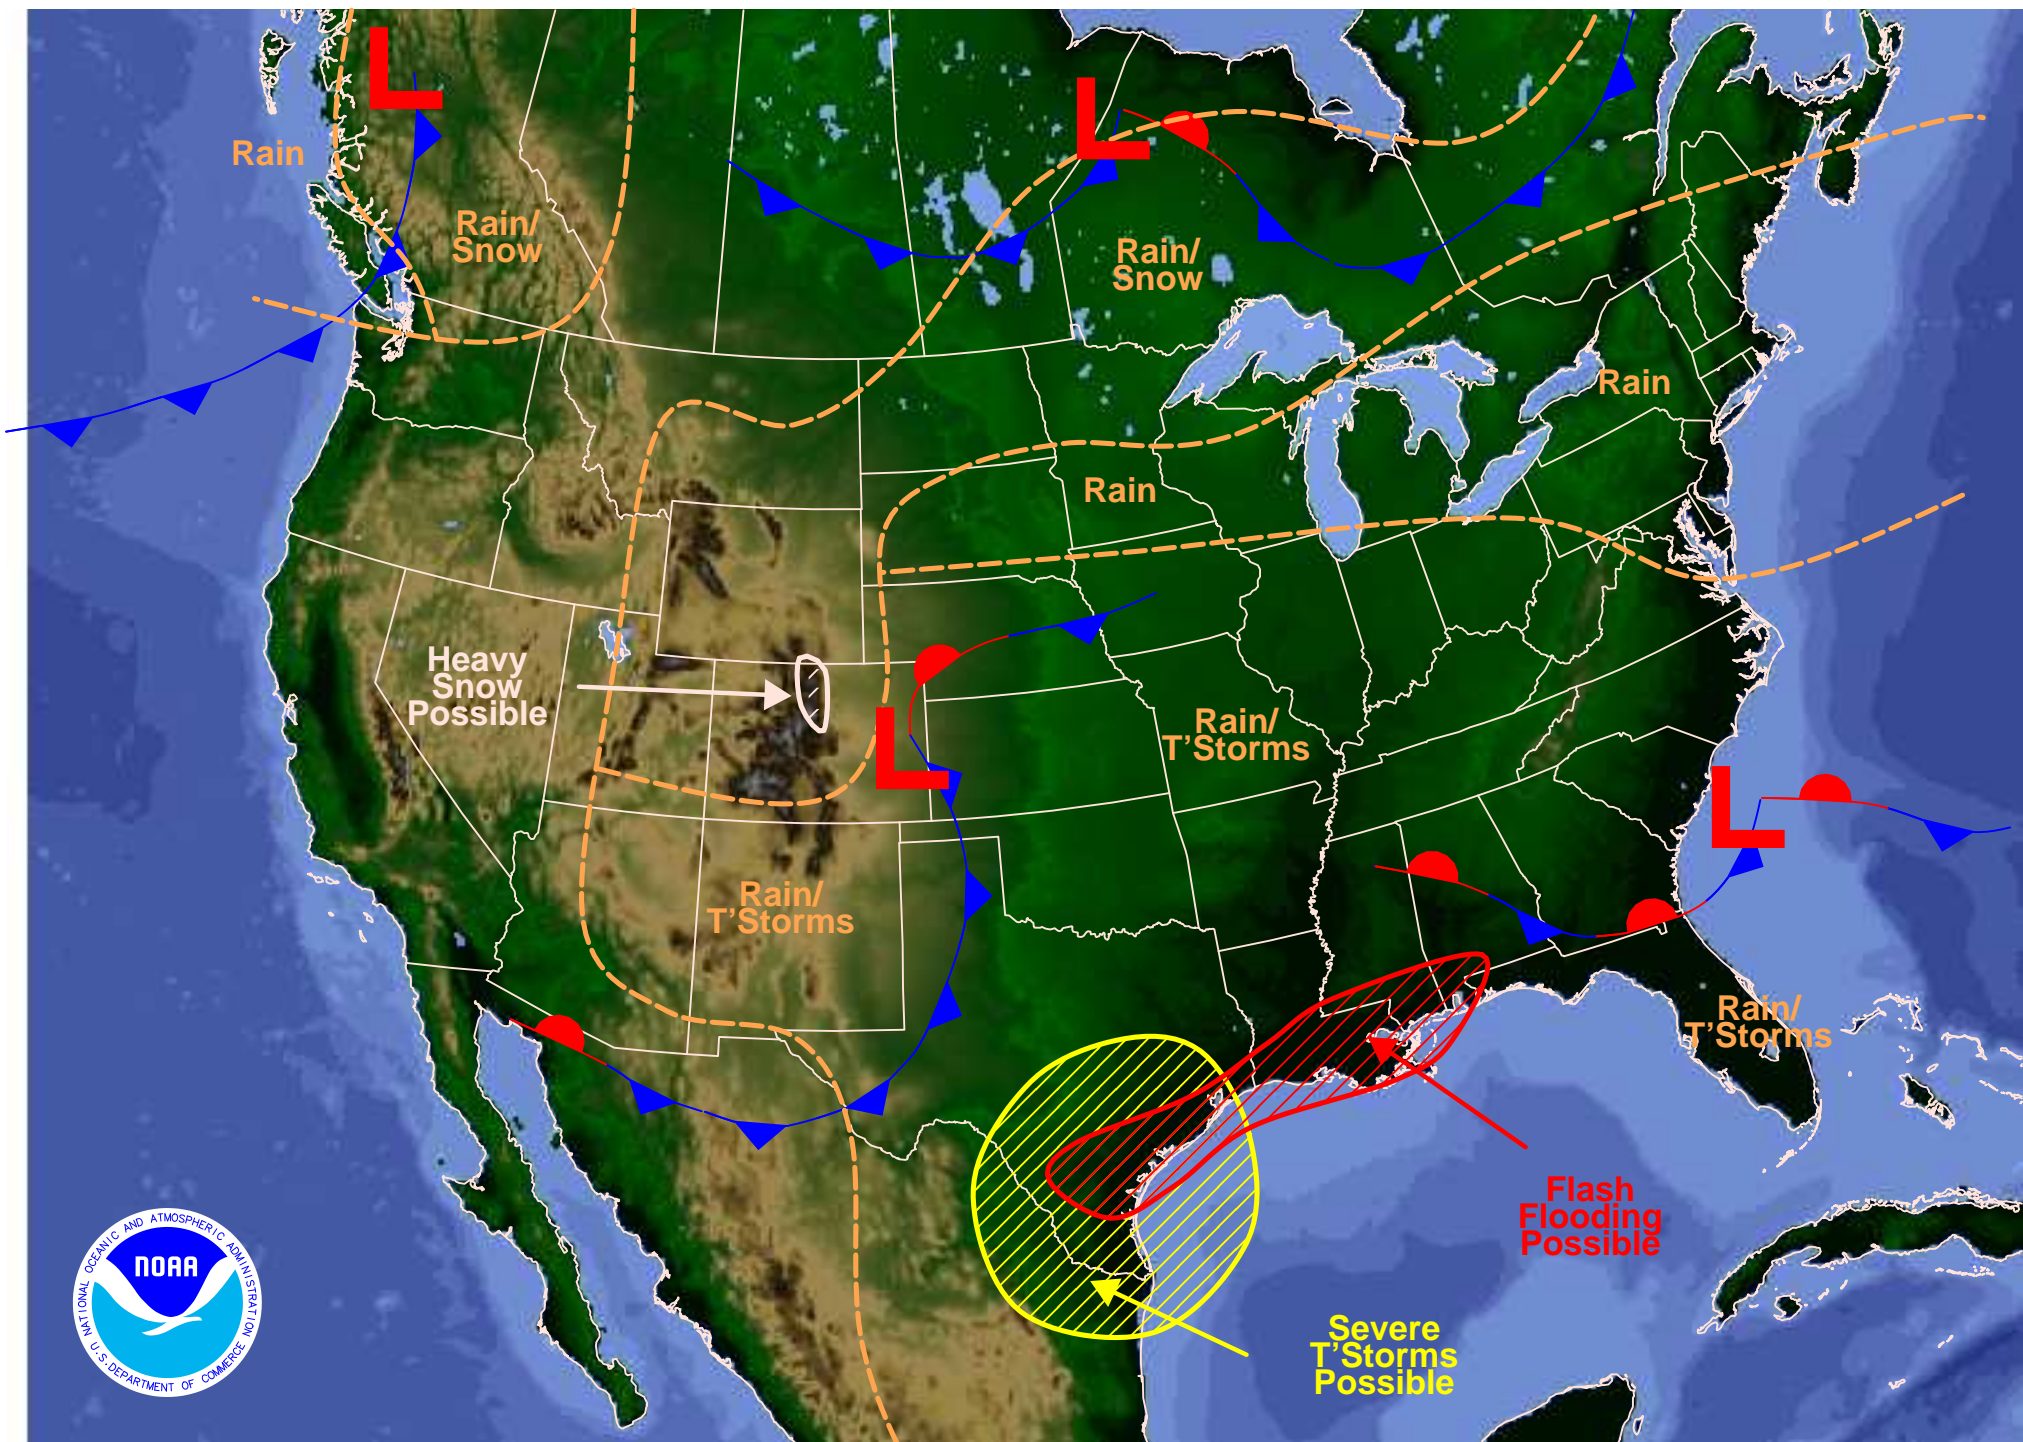 L
L
Rain
Rain/
Snow
Rain/
Snow
Rain
Rain
Heavy
Snow
Possible
L
Rain/
T'Storms
L
Rain/
T'Storms
Rain/
T'Storms
Flash
Flooding
Possible
Severe
T'Storms
Possible
NATIONAL OCEANIC AND ATMOSPHERIC ADMINISTRATION
NOAA
U.S. DEPARTMENT OF COMMERCE